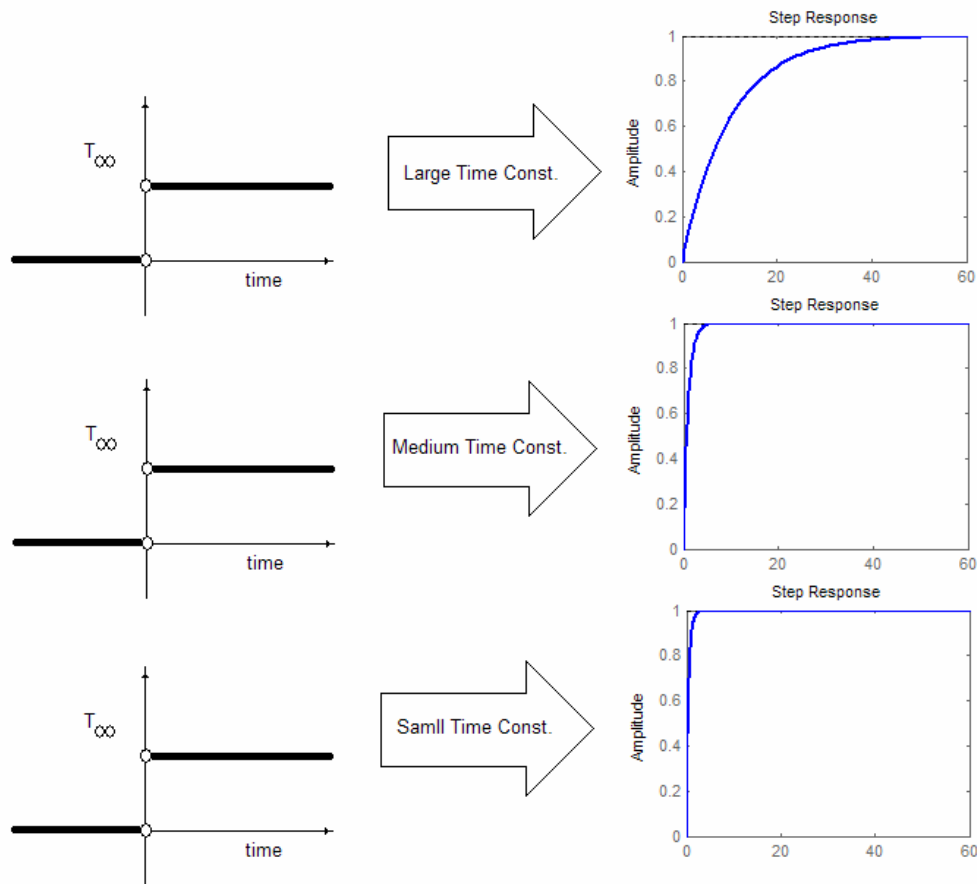 Step Response
T∞
time
Large Time Const.
Amplitude
1
0.8
0.6
0.4
0.2
0
0
20
40
60
Step Response
T∞
time
Medium Time Const.
Amplitude
1
0.8
0.6
0.4
0.2
0
0
20
40
60
Step Response
T∞
time
Samll Time Const.
Amplitude
1
0.8
0.6
0.4
0.2
0
0
20
40
60